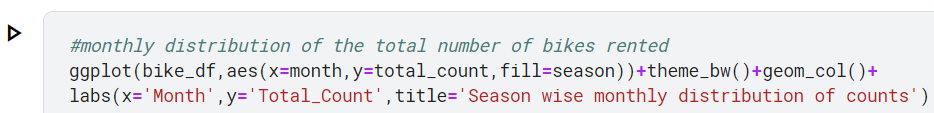 #monthly distribution of the total number of bikes rented
ggplot(bike_df,aes(x=month,y=total_count,fill=season))+theme_bw()+geom_col()+
labs(x='Month',y='Total_Count',title='Season wise monthly distribution of counts')